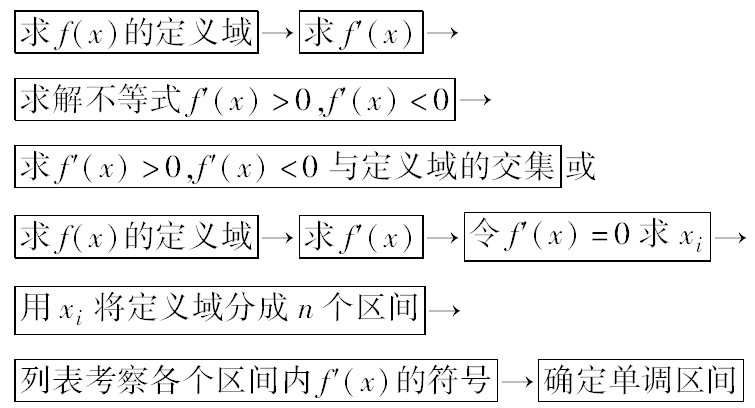 求f(x)的定义域→求f′(x)→
求解不等式f′(x)>0,f′(x)<0→
求f′(x)>0,f′(x)<0与定义域的交集或
求f(x)的定义域→求f′(x)→令f′(x)=0求xᵢ→
用xᵢ将定义域分成n个区间→
列表考察各个区间内f′(x)的符号→确定单调区间